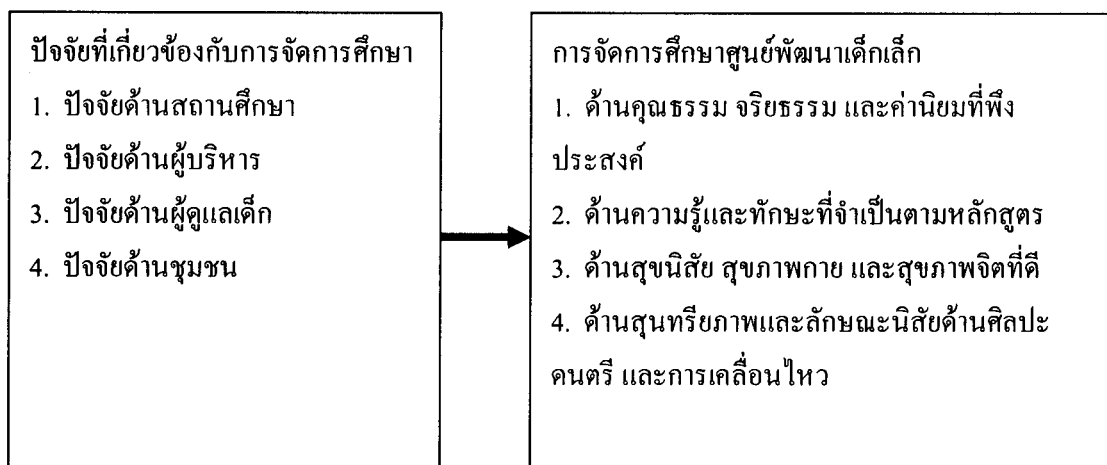 ปัจจัยที่เกี่ยวข้องกับการจัดการศึกษา
1. ปัจจัยด้านสถานศึกษา
2. ปัจจัยด้านผู้บริหาร
3. ปัจจัยด้านผู้ดูแลเด็ก
4. ปัจจัยด้านชุมชน
การจัดการศึกษาศูนย์พัฒนาเด็กเล็ก
1. ด้านคุณธรรม จริยธรรม และค่านิยมที่พึง
ประสงค์
2. ด้านความรู้และทักษะที่จำเป็นตามหลักสูตร
3. ด้านสุขนิสัย สุขภาพกาย และสุขภาพจิตที่ดี
4. ด้านสุนทรียภาพและลักษณะนิสัยด้านศิลปะ
ดนตรี และการเคลื่อนไหว